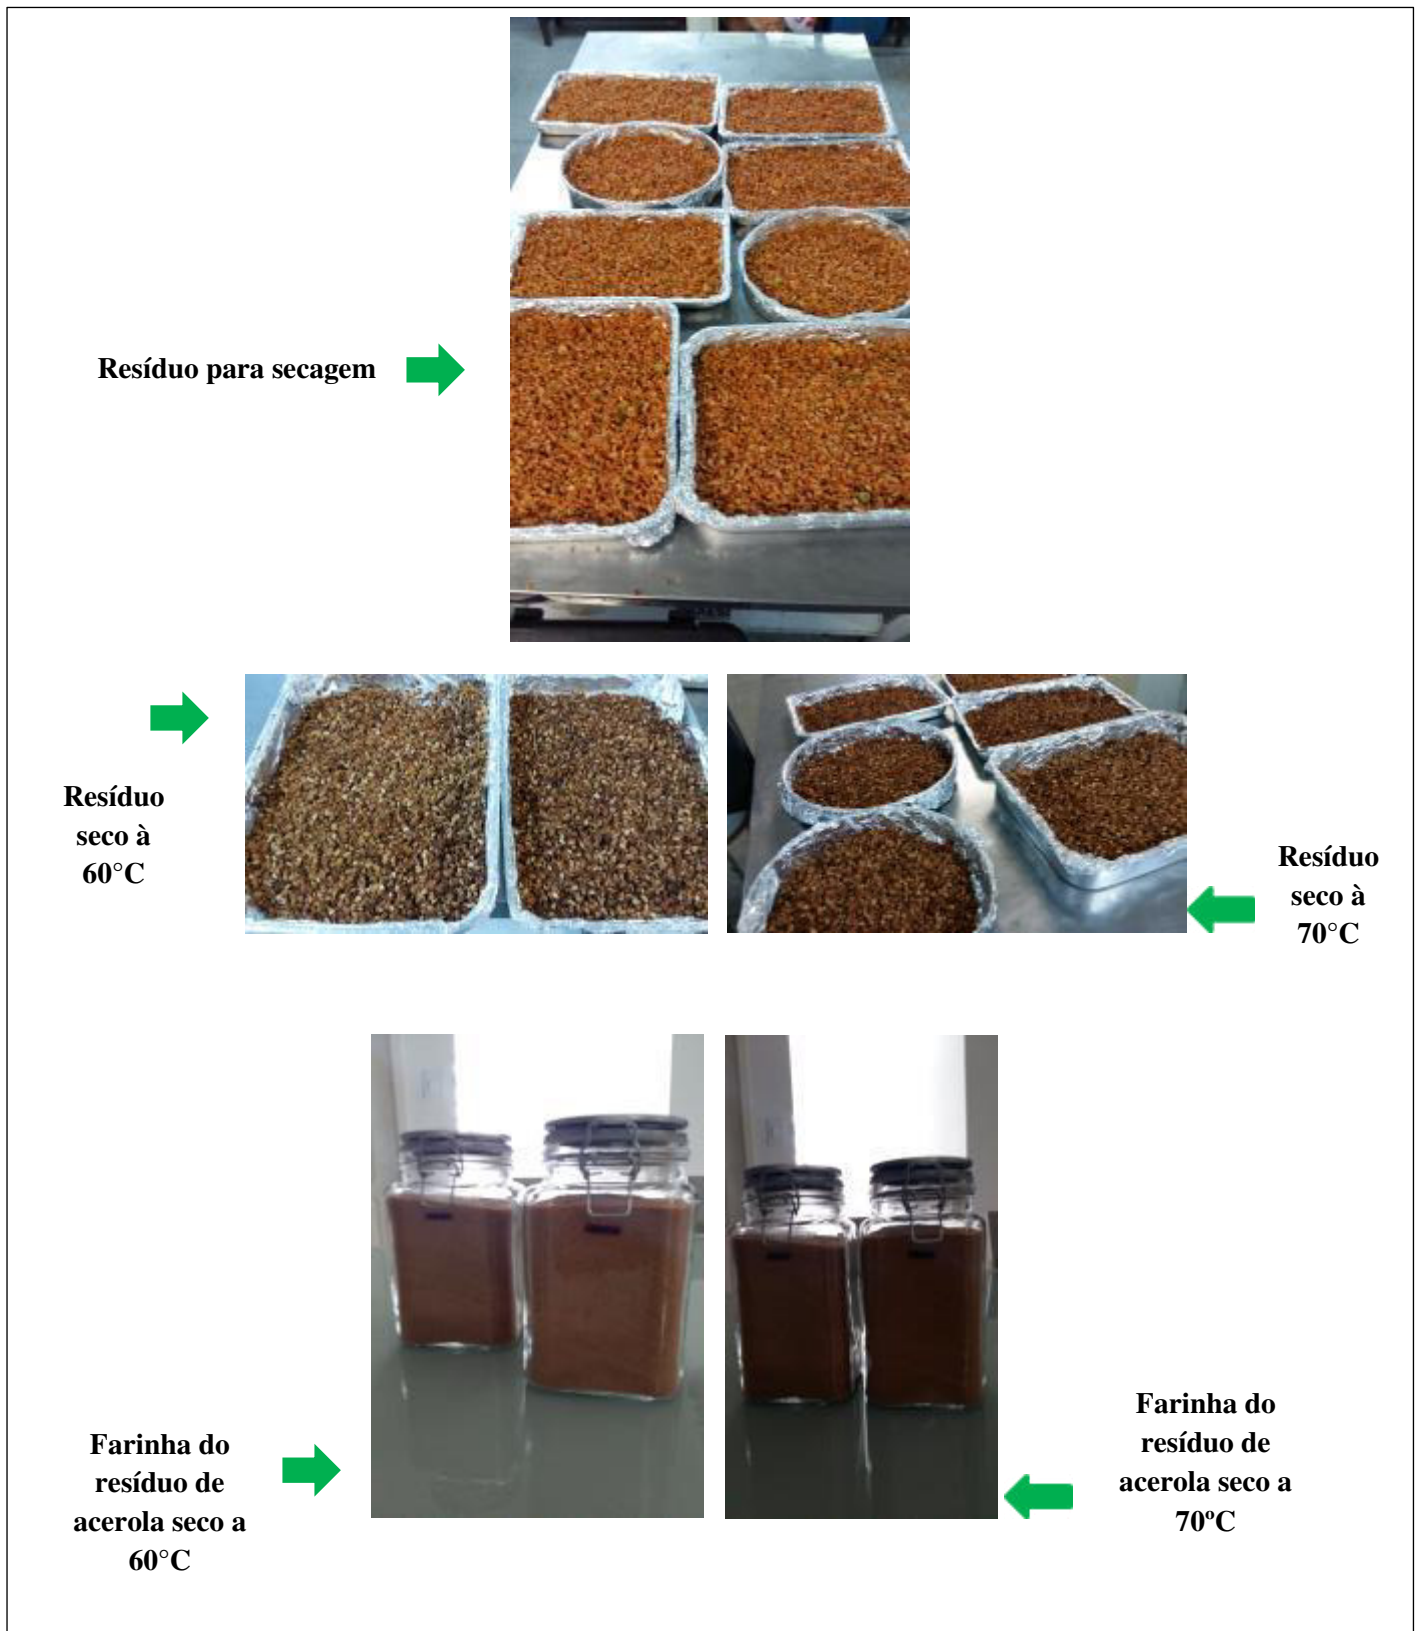 Resíduo para secagem
Resíduo
seco à
60°C
Resíduo
seco à
70°C
Farinha do
resíduo de
acerola seco a
60°C
Farinha do
resíduo de
acerola seco a
70ºC